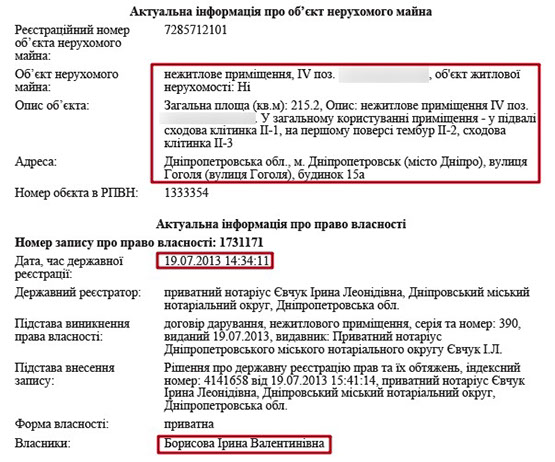 Актуальна інформація про об’єкт нерухомого майна
Реєстраційний номер 7285712101
об’єкта нерухомого
майна:
Об’єкт нерухомого нежитлове приміщення, IV поз. , об'єкт житлової
майна: нерухомості: Ні
Опис об’єкта: Загальна площа (кв.м): 215.2, Опис: нежитлове приміщення IV поз.
. У загальному користуванні приміщення - у підвалі
сходова клітинка II-1, на першому поверсі тембур II-2, сходова
клітинка II-3
Адреса: Дніпропетровська обл., м. Дніпропетровськ (місто Дніпро), вулиця
Гоголя (вулиця Гоголя), будинок 15а
Номер обєкта в РПВН: 1333354
Актуальна інформація про право власності
Номер запису про право власності: 1731171
Дата, час державної 19.07.2013 14:34:11
реєстрації:
Державний реєстратор: приватний нотаріус Євчук Ірина Леонідівна, Дніпровський міський
нотаріальний округ, Дніпропетровська обл.
Підстава виникнення договір дарування, нежитлового приміщення, серія та номер: 390,
права власності: виданий 19.07.2013, видавник: Приватний нотаріус
Дніпропетровського міського нотаріального округу Євчук І.Л.
Підстава внесення Рішення про державну реєстрацію прав та їх обтяжень, індексний
запису: номер: 4141658 від 19.07.2013 15:41:14, приватний нотаріус Євчук
Ірина Леонідівна, Дніпровський міський нотаріальний округ,
Дніпропетровська обл.
Форма власності: приватна
Власники: Борисова Ірина Валентинівна